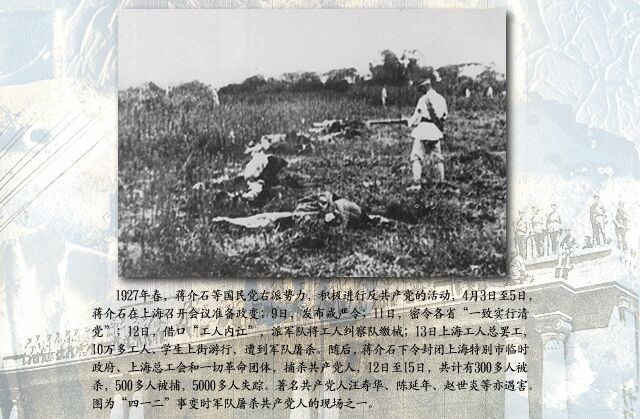 1927年春，蒋介石等国民党右派势力，积极进行反共产党的活动，4月3日至5日，
蒋介石在上海召开会议准备政变；9日，发布戒严令；11日，密令各省“一致实行清
党”；12日，借口“工人内讧”，派军队将工人纠察队缴械；13日上海工人总罢工，
10万多工人、学生上街游行，遭到军队屠杀。随后，蒋介石下令封闭上海特别市临时
政府、上海总工会和一切革命团体，捕杀共产党人，12日至15日，共计有300多人被
杀，500多人被捕，5000多人失踪。著名共产党人汪寿华、陈延年、赵世炎等亦遇害。
图为“四一二”事变时军队屠杀共产党人的现场之一。